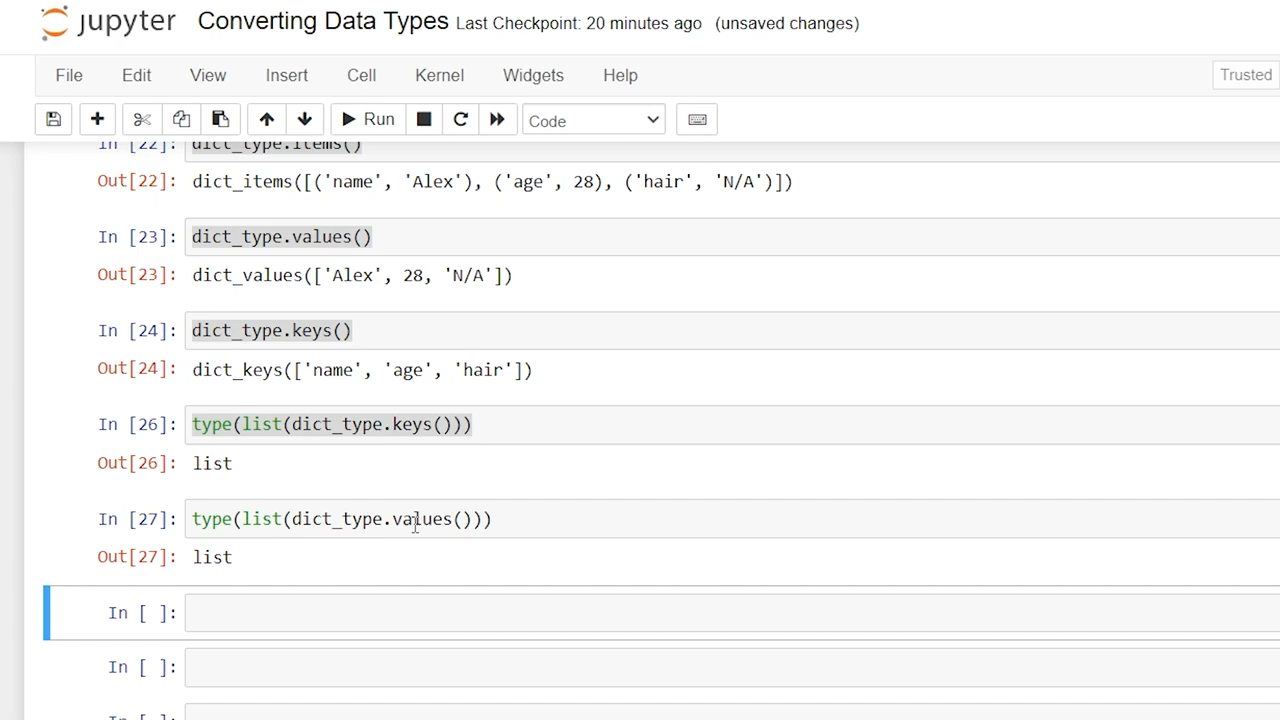 jupyter Converting Data Types Last Checkpoint: 20 minutes ago (unsaved changes)
File Edit View Insert Cell Kernel Widgets Help Trusted
Run Code
In [22]: dict_type.items()
Out[22]: dict_items([('name', 'Alex'), ('age', 28), ('hair', 'N/A')])
In [23]: dict_type.values()
Out[23]: dict_values(['Alex', 28, 'N/A'])
In [24]: dict_type.keys()
Out[24]: dict_keys(['name', 'age', 'hair'])
In [26]: type(list(dict_type.keys()))
Out[26]: list
In [27]: type(list(dict_type.values()))
Out[27]: list
In [ ]:
In [ ]:
In [ ]: